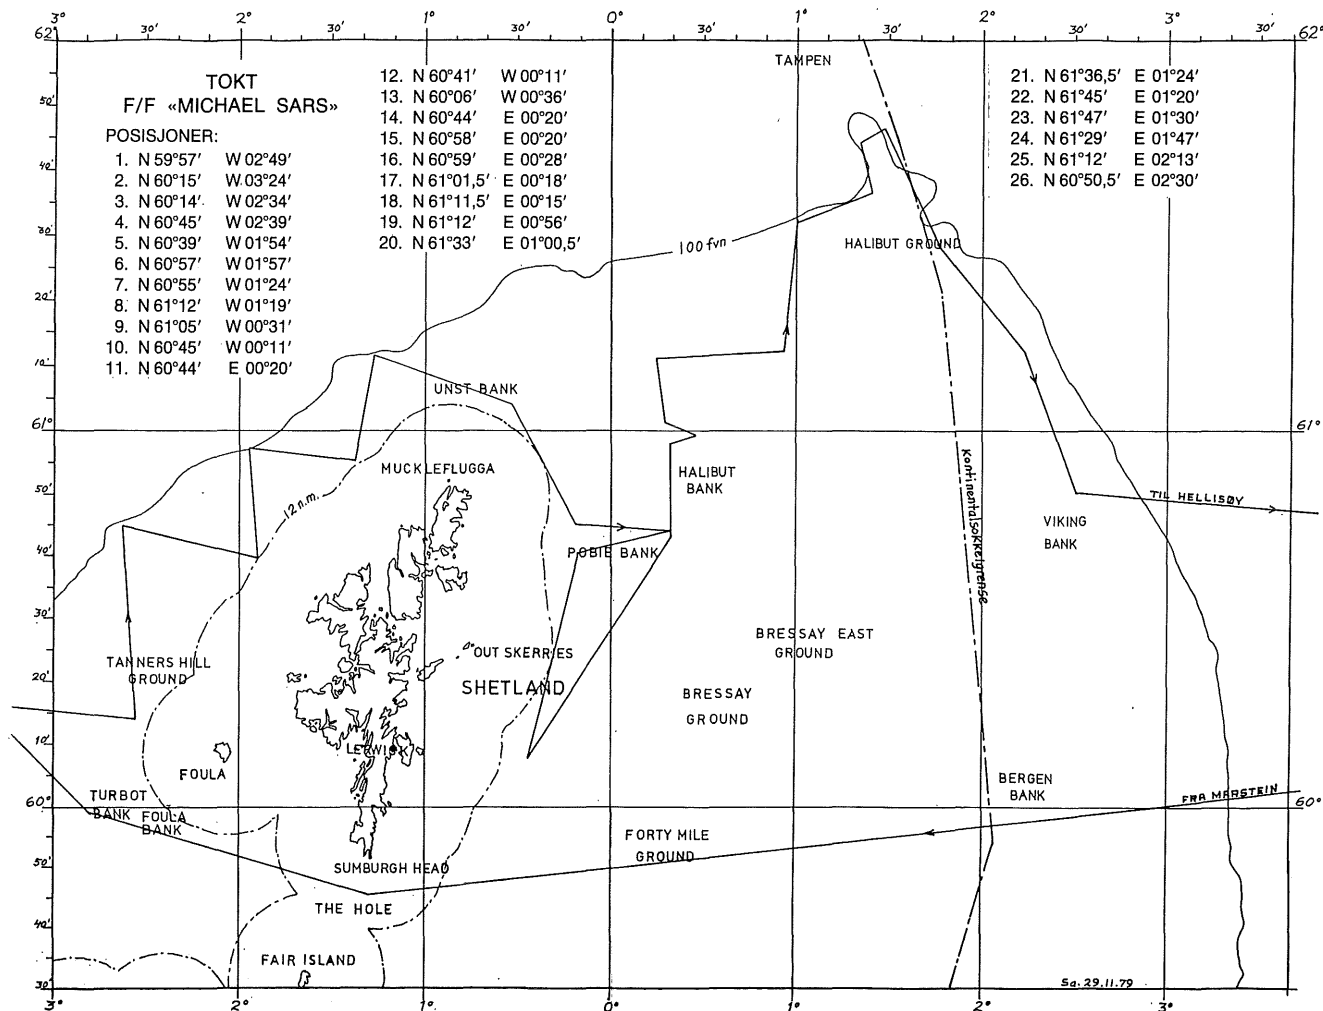 3° 30' 2° 30' 1° 30' 0° 30' 1° 30' 2° 30' 3° 30'
62° 62°
TAMPEN
TOKT
F/F «MICHAEL SARS»
POSISJONER:
1. N 59°57' W 02°49'
2. N 60°15' W 03°24'
3. N 60°14' W 02°34'
4. N 60°45' W 02°39'
5. N 60°39' W 01°54'
6. N 60°57' W 01°57'
7. N 60°55' W 01°24'
8. N 61°12' W 01°19'
9. N 61°05' W 00°31'
10. N 60°45' W 00°11'
11. N 60°44' E 00°20'
12. N 60°41' W 00°11'
13. N 60°06' W 00°36'
14. N 60°44' E 00°20'
15. N 60°58' E 00°20'
16. N 60°59' E 00°28'
17. N 61°01,5' E 00°18'
18. N 61°11,5' E 00°15'
19. N 61°12' E 00°56'
20. N 61°33' E 01°00,5'
21. N 61°36,5' E 01°24'
22. N 61°45' E 01°20'
23. N 61°47' E 01°30'
24. N 61°29' E 01°47'
25. N 61°12' E 02°13'
26. N 60°50,5' E 02°30'
50'
40'
30'
20'
10'
100 fvn
HALIBUT GROUND
UNST BANK
61° 61°
MUCKLEFLUGGA
HALIBUT
BANK
50'
12 n.m.
TIL HELLISØY
Kontinentalsokkelgrense
VIKING
BANK
POBIE BANK
40'
30'
BRESSAY EAST
GROUND
OUT SKERRIES
TANNERS HILL
GROUND
20'
SHETLAND
BRESSAY
GROUND
10'
LERWICK
FOULA
BERGEN
BANK
TURBOT
BANK
FOULA
BANK
60° 60°
FRA MARSTEIN
FORTY MILE
GROUND
50'
SUMBURGH HEAD
THE HOLE
40'
FAIR ISLAND
30'
Sa. 29.11.79
3° 2° 1° 0° 1° 2° 3°